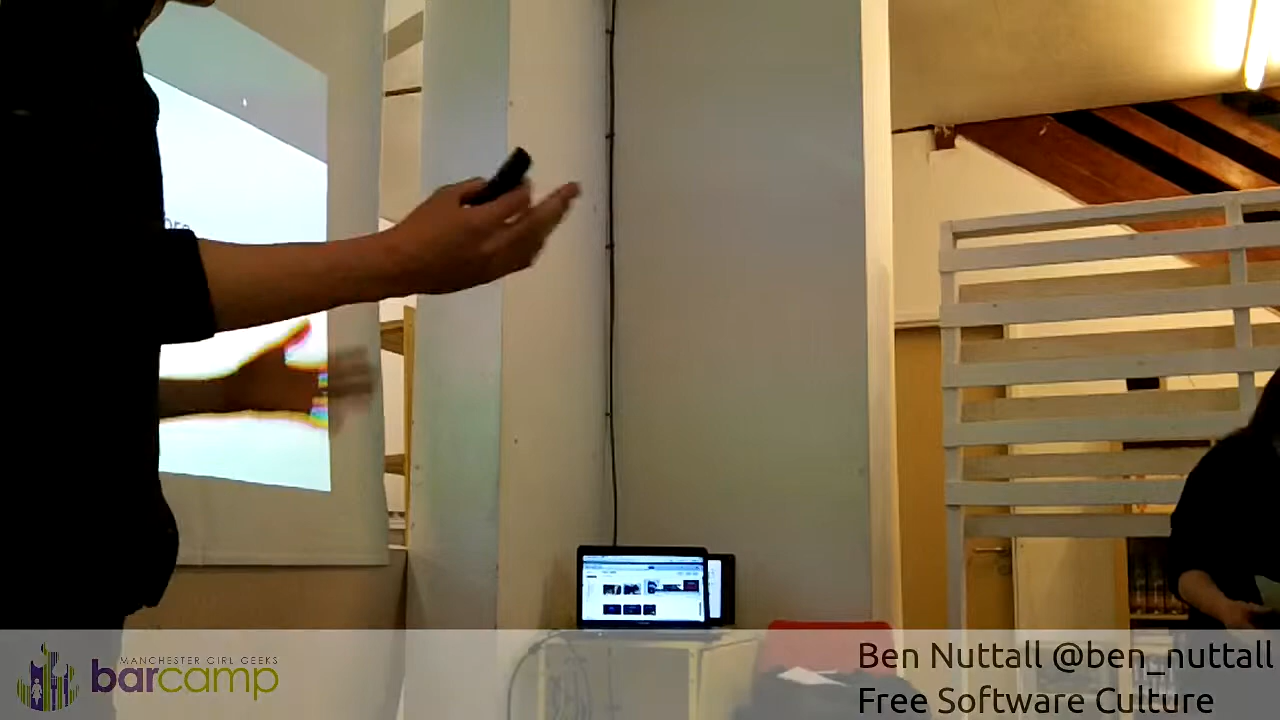 MANCHESTER GIRL GEEKS
barcamp
Ben Nuttall @ben_nuttall
Free Software Culture